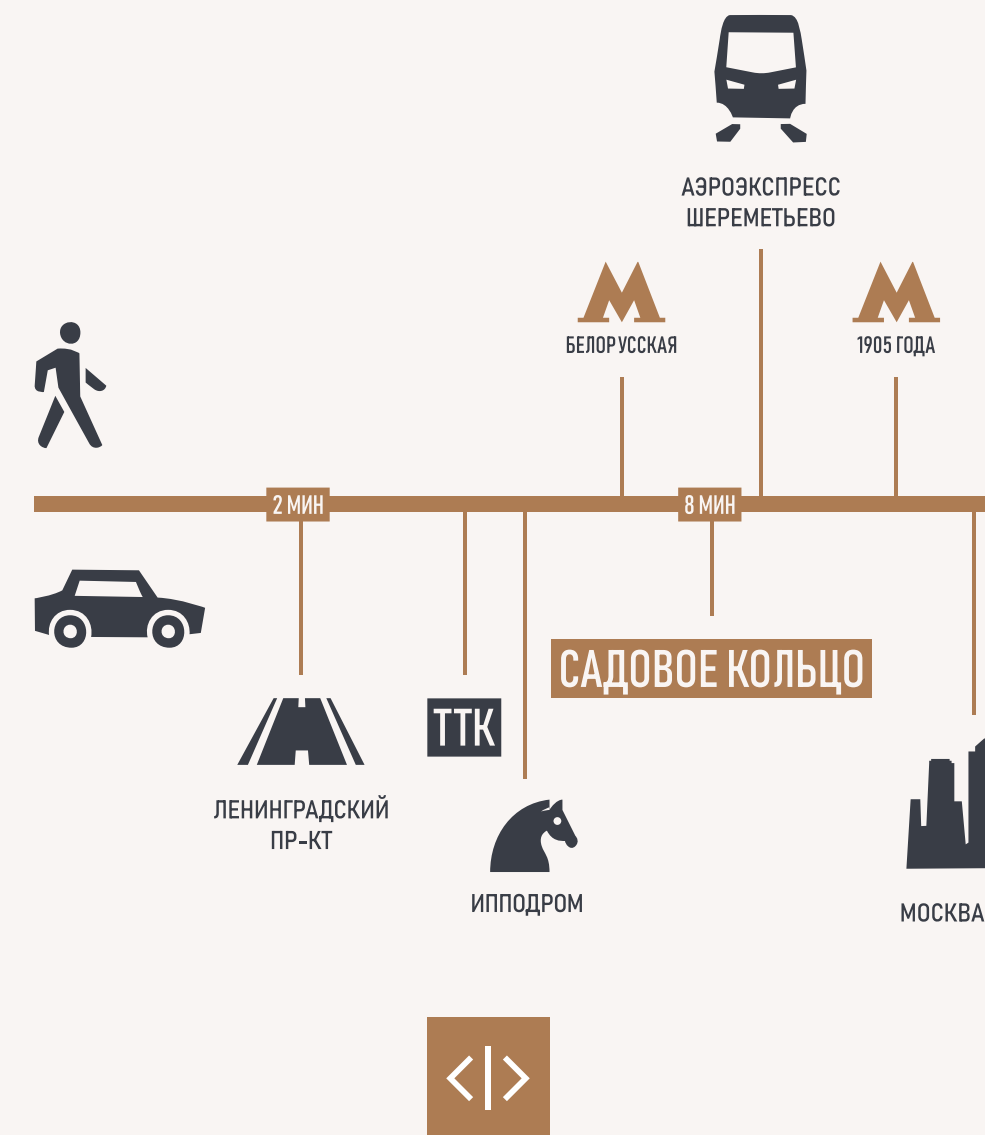 АЭРОЭКСПРЕСС
ШЕРЕМЕТЬЕВО
БЕЛОРУССКАЯ
1905 ГОДА
2 МИН
8 МИН
САДОВОЕ КОЛЬЦО
ТТК
ЛЕНИНГРАДСКИЙ
ПР-КТ
ИППОДРОМ
МОСКВА